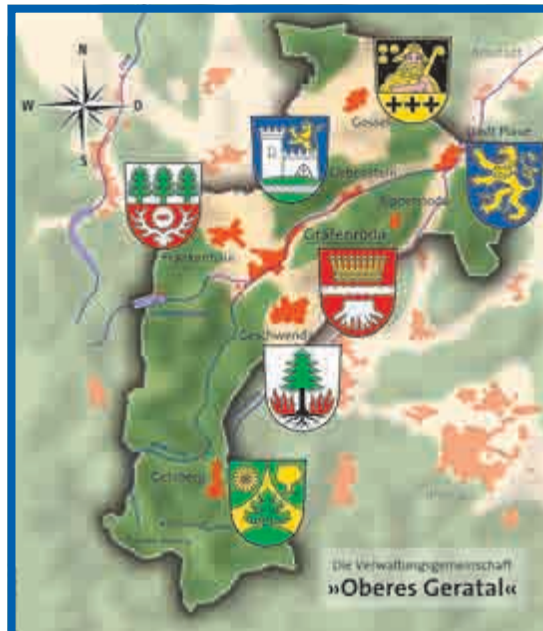 N
W
O
S
Gossel
Stadt Plaue
Liebenstein
Gräfenroda
Frankenhain
Geschwenda
Gehlberg
Die Verwaltungsgemeinschaft
»Oberes Geratal«